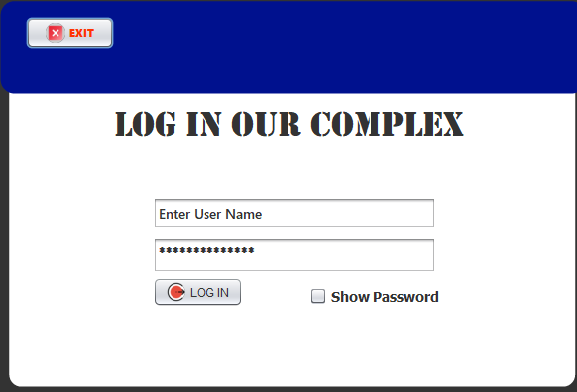 EXIT
LOG IN OUR COMPLEX
Enter User Name
**************
LOG IN
Show Password